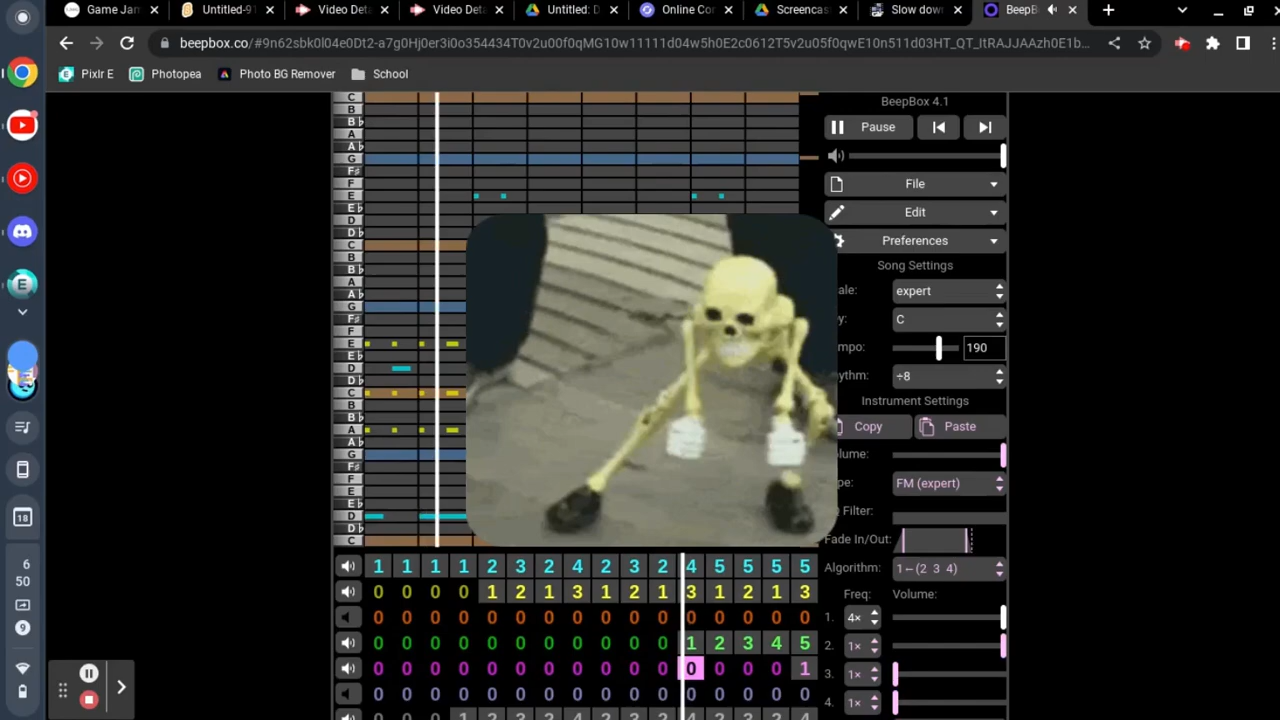 Game Jam
Untitled-91
Video Deta
Video Deta
Untitled: D
Online Con
Screencas
Slow dow
BeepB
beepbox.co/#9n62sbk0l04e0Dt2-a7g0Hj0er3i0o354434T0v2u00f0qMG10w11111d04w5h0E2c0612T5v2u05f0qwE10n511d03HT_QT_ItRAJJAAzh0E1b...
Pixlr E
Photopea
Photo BG Remover
School
C
B
B♭
A
A♭
G
F♯
F
E
E♭
D
D♭
C
B
B♭
A
A♭
G
F♯
F
E
E♭
D
D♭
C
B
B♭
A
A♭
G
F♯
F
E
E♭
D
D♭
C
BeepBox 4.1
Pause
File
Edit
Preferences
Song Settings
ale: expert
y: C
mpo: 190
ythm: ÷8
Instrument Settings
Copy Paste
lume:
pe: FM (expert)
Filter:
Fade In/Out:
Algorithm: 1←(2 3 4)
Freq: Volume:
1. 4×
2. 1×
3. 1×
4. 1×
1 1 1 1 2 3 2 4 2 3 2 4 5 5 5 5
0 0 0 0 1 2 1 3 1 2 1 3 1 2 1 3
0 0 0 0 0 0 0 0 0 0 0 0 0 0 0 0
0 0 0 0 0 0 0 0 0 0 0 1 2 3 4 5
0 0 0 0 0 0 0 0 0 0 0 0 0 0 0 1
0 0 0 0 0 0 0 0 0 0 0 0 0 0 0 0
18
6
50
9